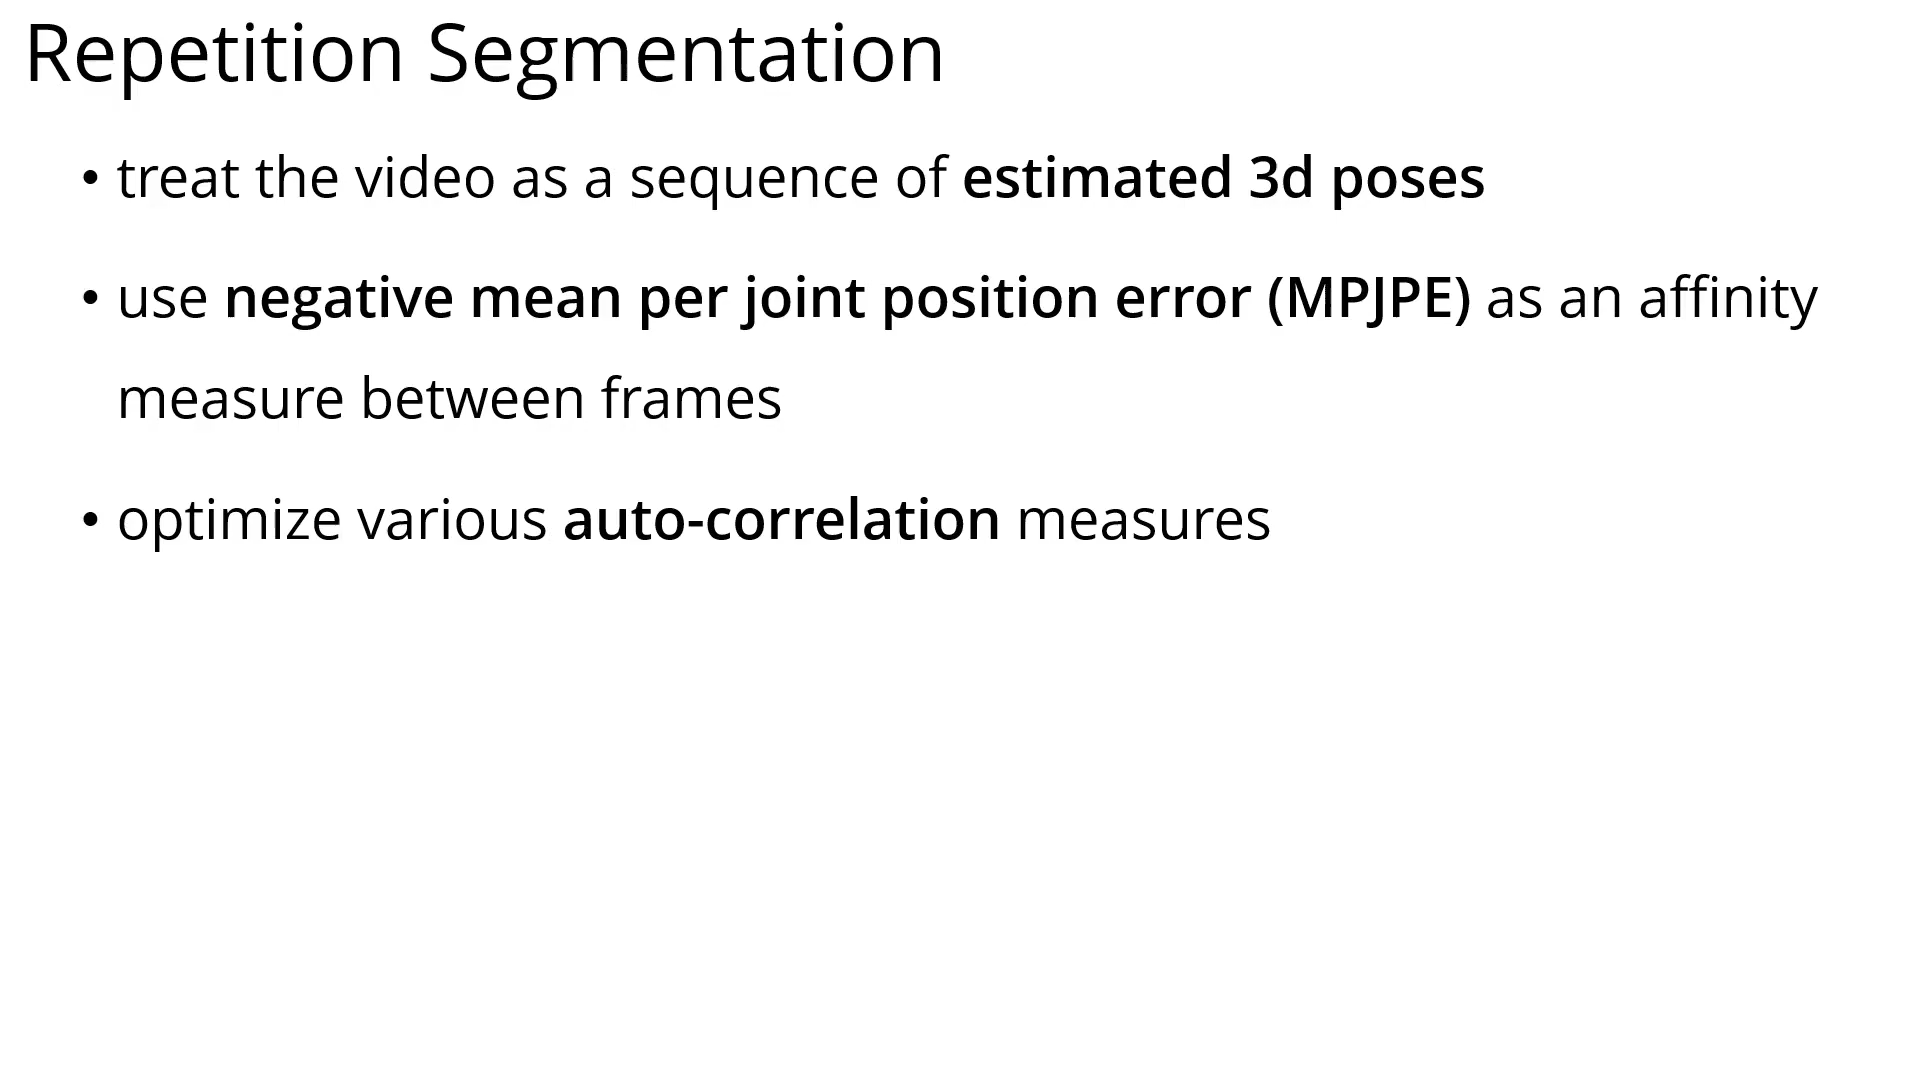 Repetition Segmentation
• treat the video as a sequence of estimated 3d poses
• use negative mean per joint position error (MPJPE) as an affinity
measure between frames
• optimize various auto-correlation measures